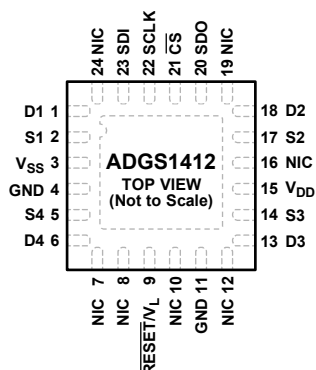 24 NIC
23 SDI
22 SCLK
21 C̅S̅
20 SDO
19 NIC
D1 1
S1 2
VSS 3
GND 4
S4 5
D4 6
ADGS1412
TOP VIEW
(Not to Scale)
18 D2
17 S2
16 NIC
15 VDD
14 S3
13 D3
NIC 7
NIC 8
R̅E̅S̅E̅T̅/VL 9
NIC 10
GND 11
NIC 12